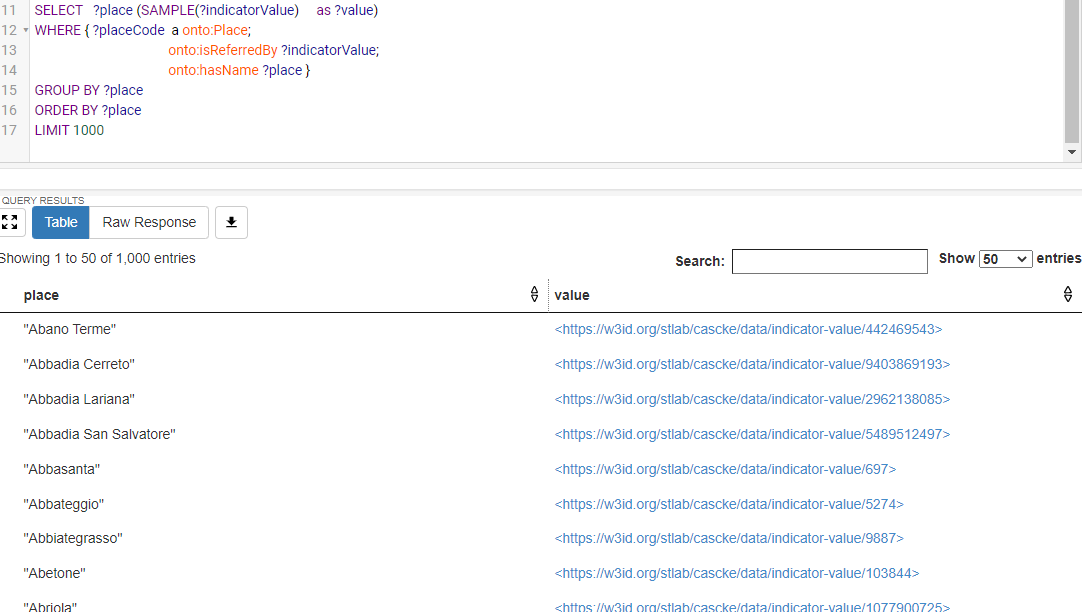 11 SELECT ?place (SAMPLE(?indicatorValue) as ?value)
12 WHERE { ?placeCode a onto:Place;
13 onto:isReferredBy ?indicatorValue;
14 onto:hasName ?place }
15 GROUP BY ?place
16 ORDER BY ?place
17 LIMIT 1000
QUERY RESULTS
Table Raw Response
Showing 1 to 50 of 1,000 entries Search: Show 50 entries
place value
"Abano Terme" <https://w3id.org/stlab/cascke/data/indicator-value/442469543>
"Abbadia Cerreto" <https://w3id.org/stlab/cascke/data/indicator-value/9403869193>
"Abbadia Lariana" <https://w3id.org/stlab/cascke/data/indicator-value/2962138085>
"Abbadia San Salvatore" <https://w3id.org/stlab/cascke/data/indicator-value/5489512497>
"Abbasanta" <https://w3id.org/stlab/cascke/data/indicator-value/697>
"Abbateggio" <https://w3id.org/stlab/cascke/data/indicator-value/5274>
"Abbiategrasso" <https://w3id.org/stlab/cascke/data/indicator-value/9887>
"Abetone" <https://w3id.org/stlab/cascke/data/indicator-value/103844>
"Abriola" <https://w3id.org/stlab/cascke/data/indicator-value/1077900725>